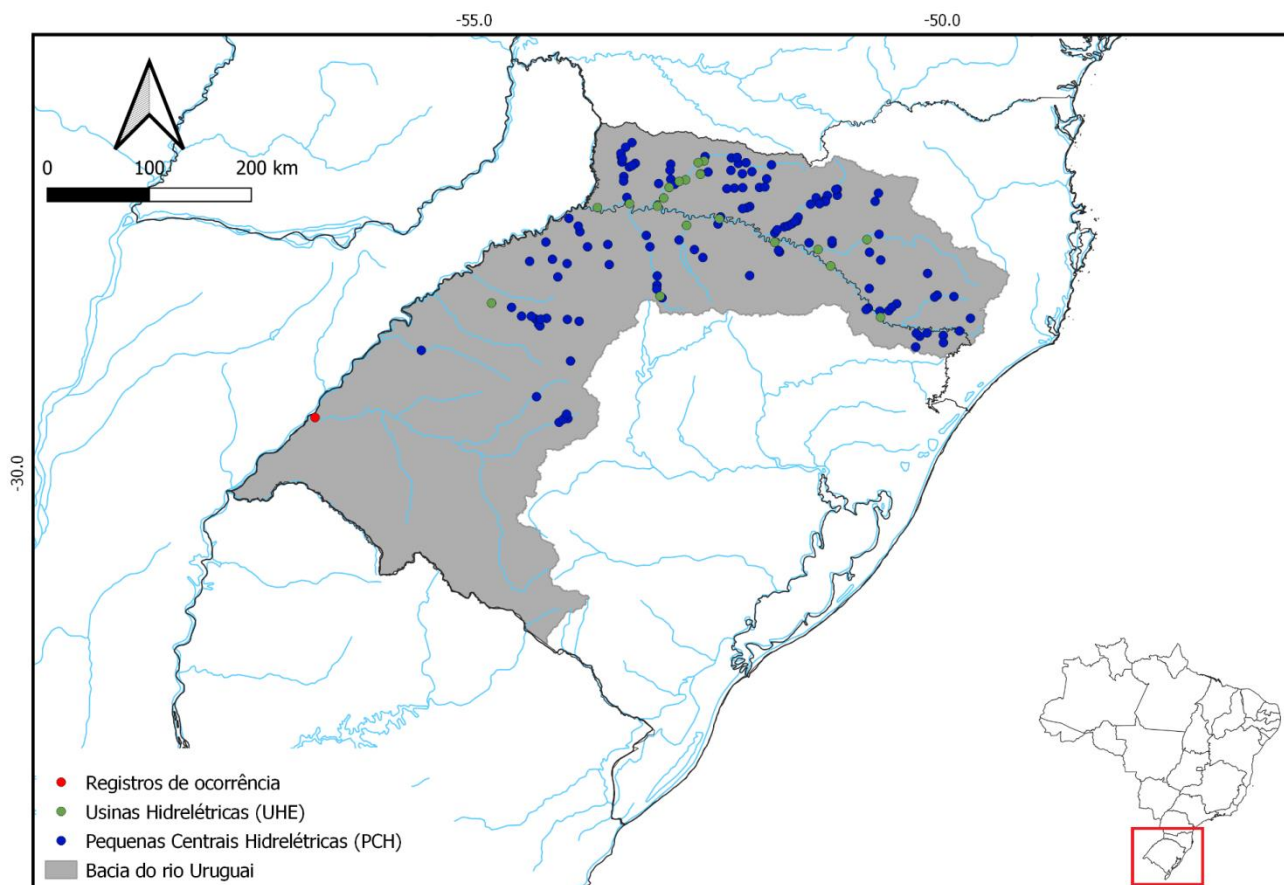 -55.0
-50.0
0
100
200 km
-30.0
Registros de ocorrência
Usinas Hidrelétricas (UHE)
Pequenas Centrais Hidrelétricas (PCH)
Bacia do rio Uruguai